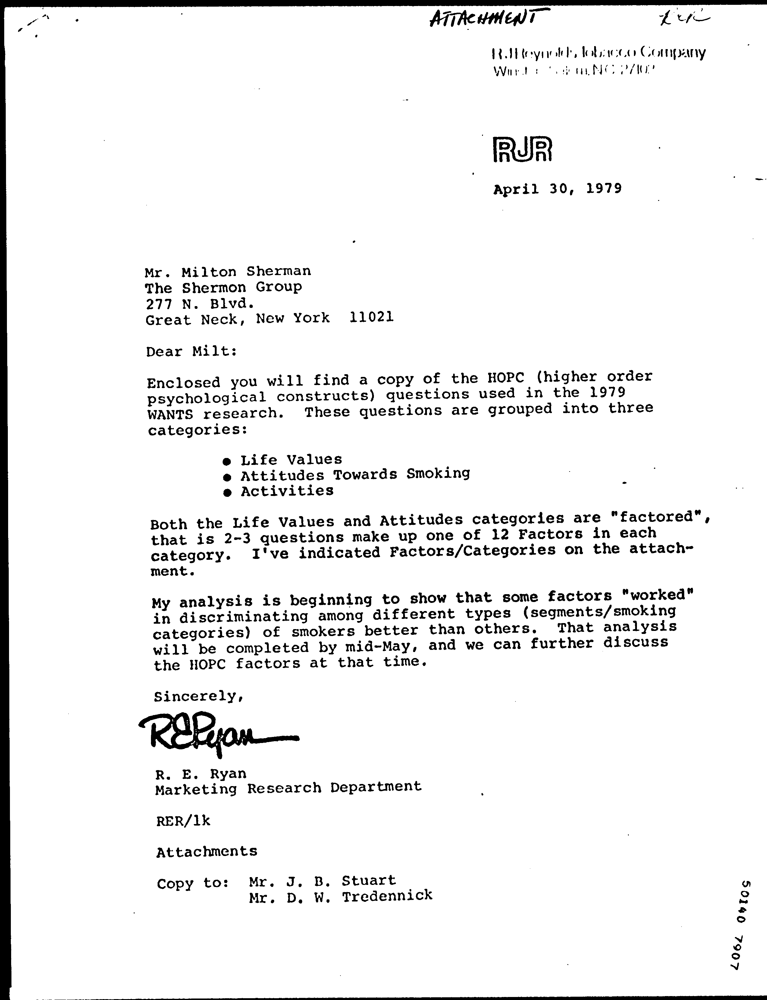 ATTACHMENT
RJReynolds Tobacco Company
NC 27102
RJR
April 30, 1979
Mr. Milton Sherman
The Shermon Group
277 N. Blvd.
Great Neck, New York 11021
Dear Milt:
Enclosed you will find a copy of the HOPC (higher order
psychological constructs) questions used in the 1979
WANTS research. These questions are grouped into three
categories:
● Life Values
● Attitudes Towards Smoking
● Activities
Both the Life Values and Attitudes categories are "factored",
that is 2-3 questions make up one of 12 Factors in each
category. I've indicated Factors/Categories on the attach-
ment.
My analysis is beginning to show that some factors "worked"
in discriminating among different types (segments/smoking
categories) of smokers better than others. That analysis
will be completed by mid-May, and we can further discuss
the HOPC factors at that time.
Sincerely,
RERyan
R. E. Ryan
Marketing Research Department
RER/lk
Attachments
Copy to: Mr. J. B. Stuart
Mr. D. W. Tredennick
50140 7907